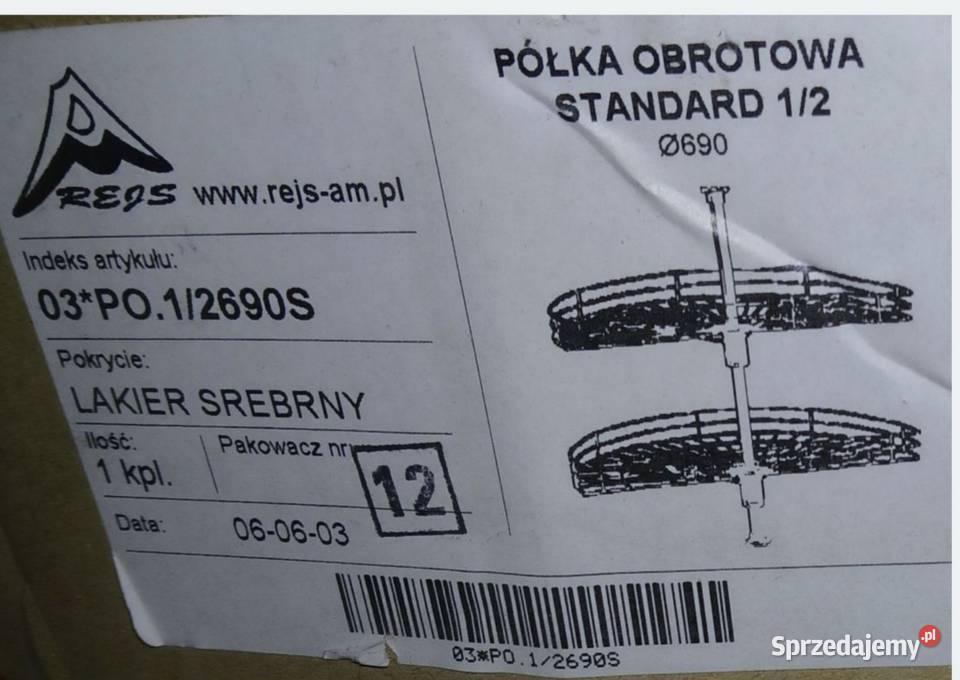 PÓŁKA OBROTOWA
STANDARD 1/2
Ø690
REJS www.rejs-am.pl
Indeks artykułu:
03*PO.1/2690S
Pokrycie:
LAKIER SREBRNY
Ilość:
1 kpl.
Pakowacz nr
12
Data: 06-06-03
03*PO.1/2690S
Sprzedajemy.pl